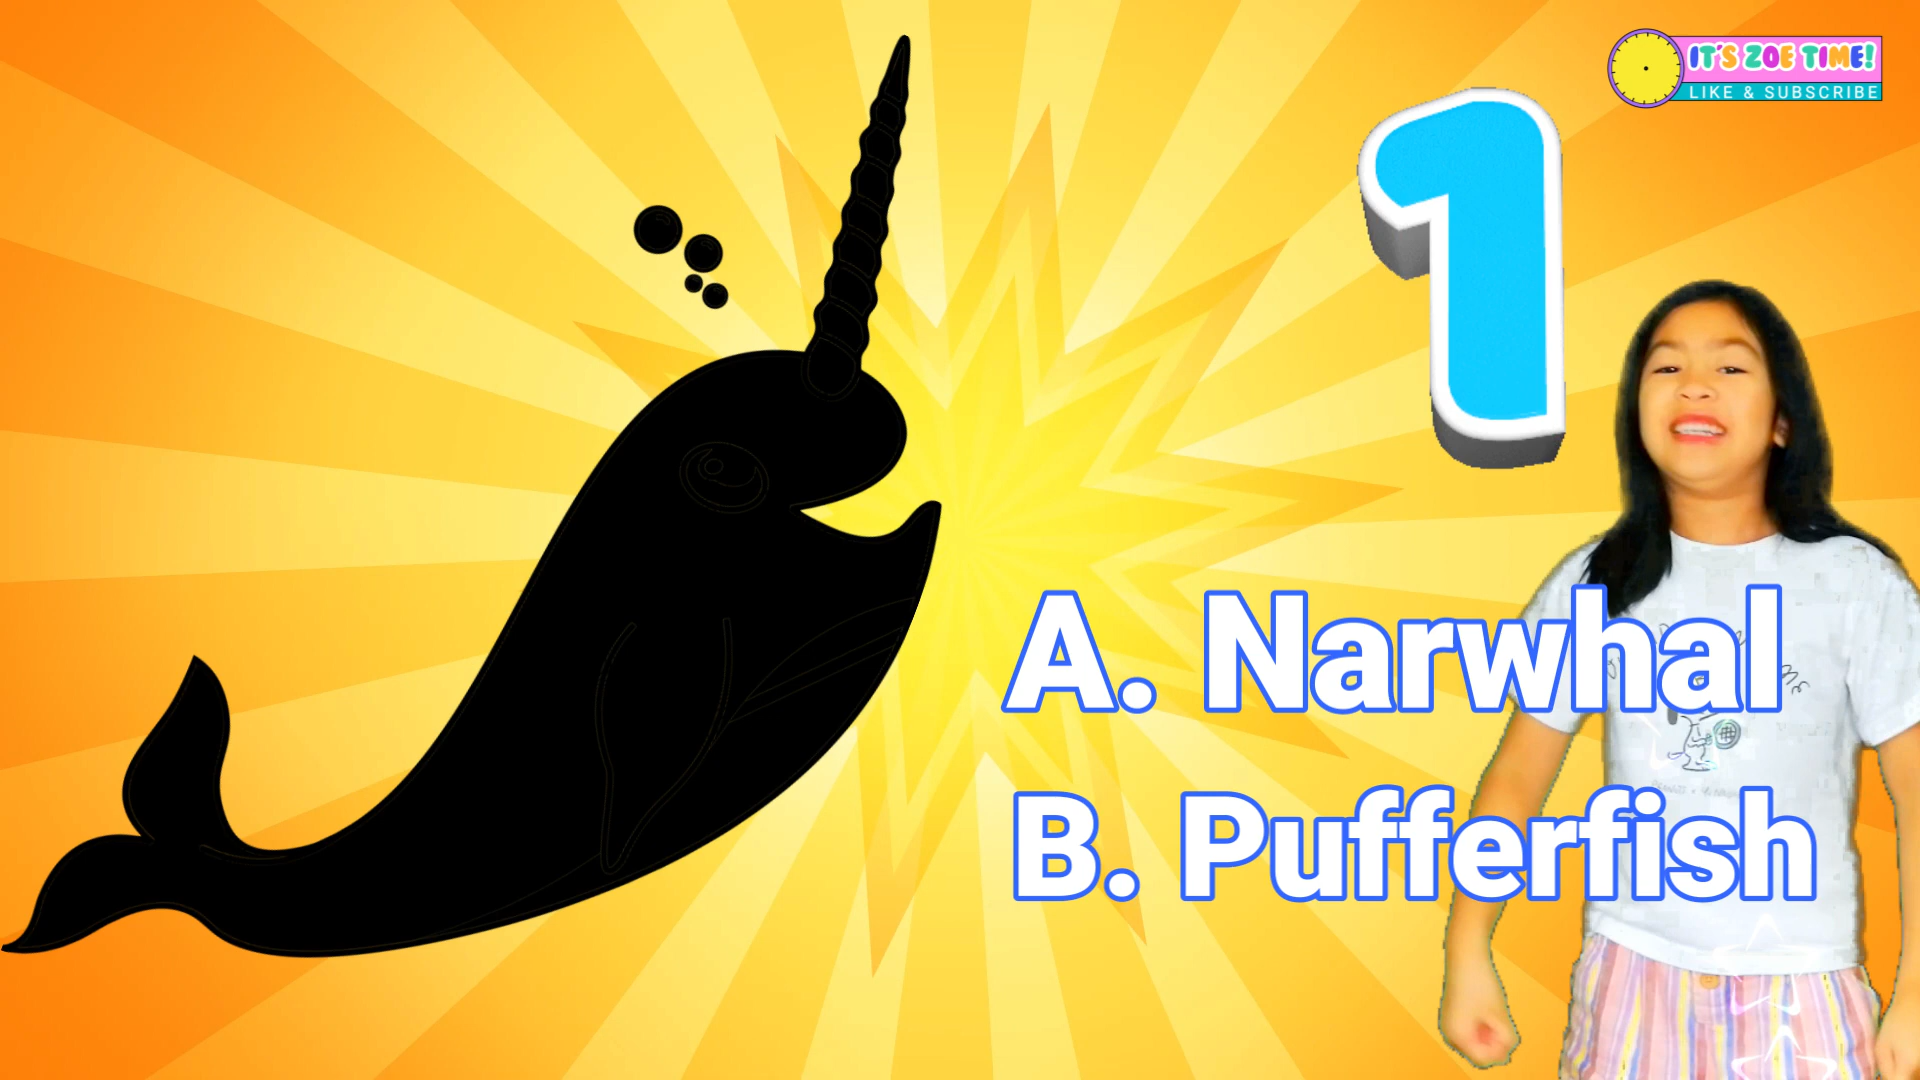 IT'S ZOE TIME!
LIKE & SUBSCRIBE
1
A. Narwhal
B. Pufferfish